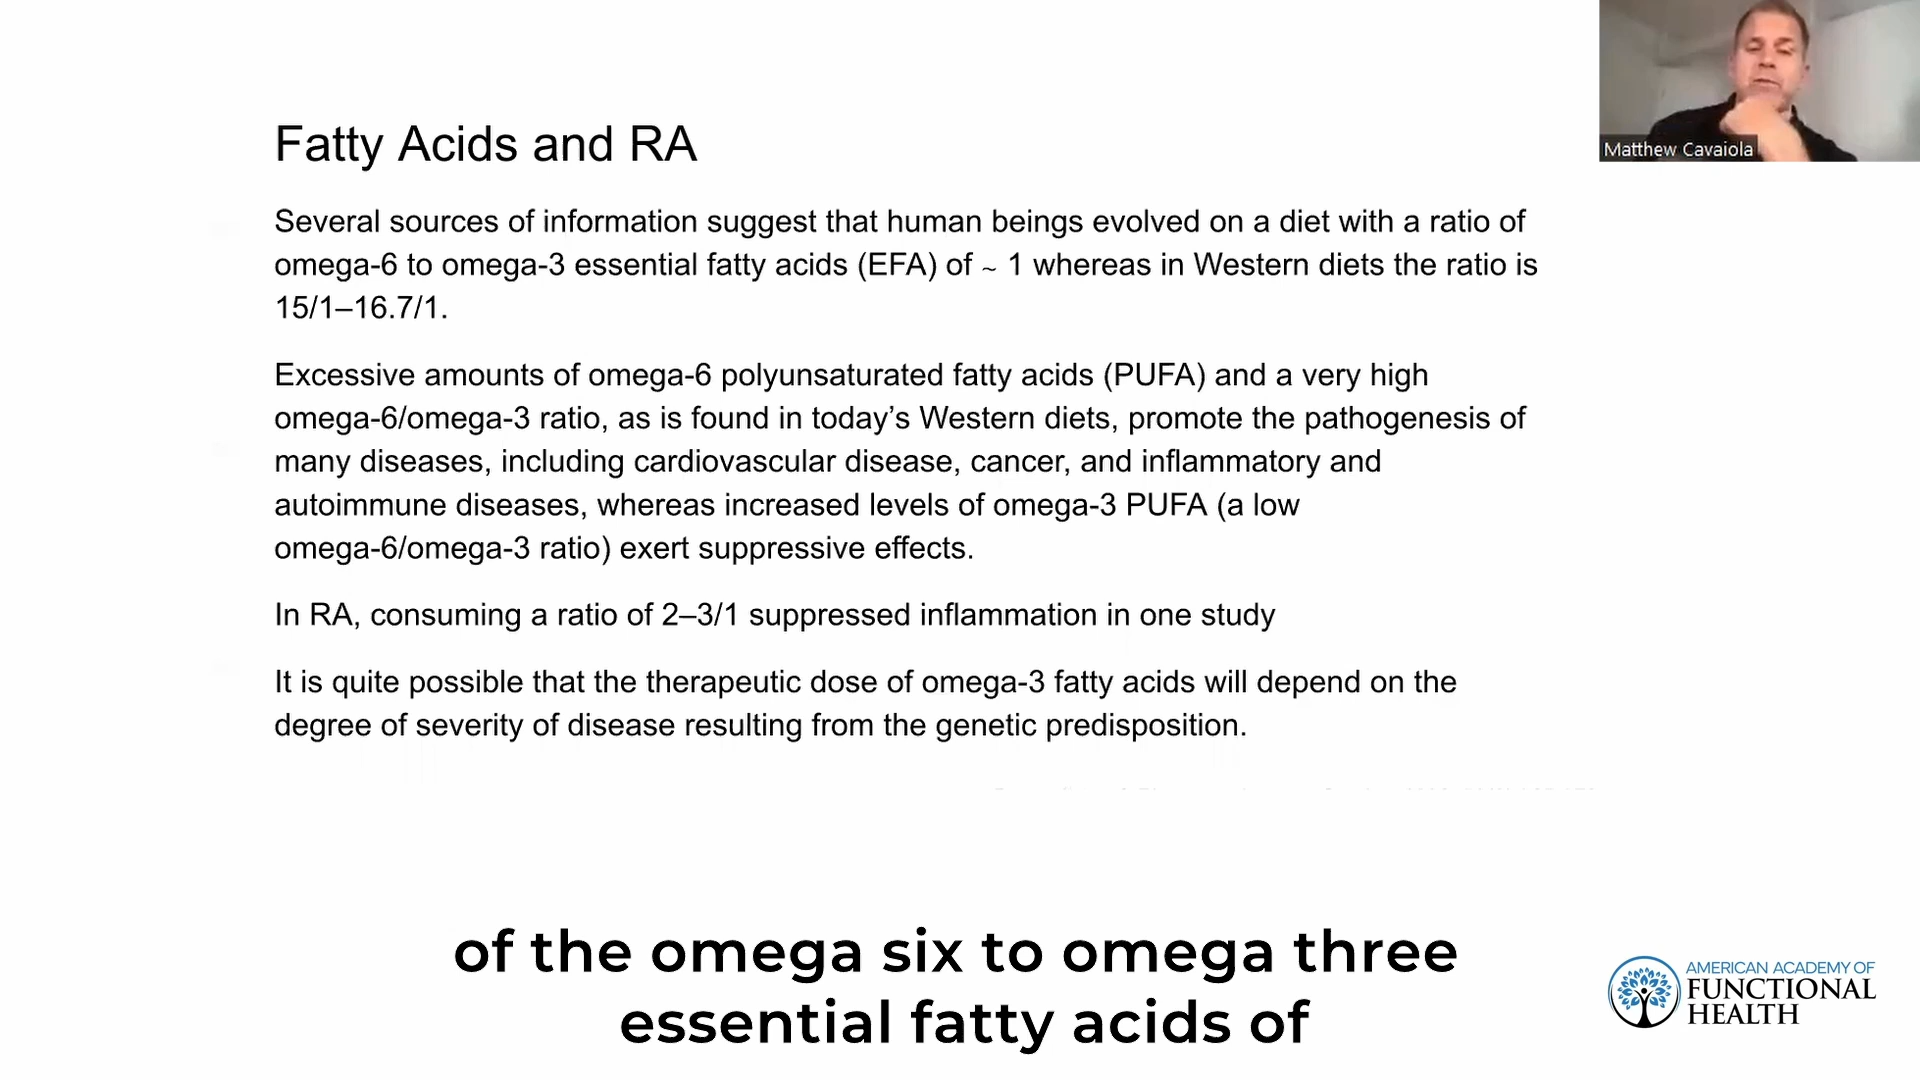 Matthew Cavaiola
Fatty Acids and RA
Several sources of information suggest that human beings evolved on a diet with a ratio of
omega-6 to omega-3 essential fatty acids (EFA) of ~ 1 whereas in Western diets the ratio is
15/1–16.7/1.
Excessive amounts of omega-6 polyunsaturated fatty acids (PUFA) and a very high
omega-6/omega-3 ratio, as is found in today’s Western diets, promote the pathogenesis of
many diseases, including cardiovascular disease, cancer, and inflammatory and
autoimmune diseases, whereas increased levels of omega-3 PUFA (a low
omega-6/omega-3 ratio) exert suppressive effects.
In RA, consuming a ratio of 2–3/1 suppressed inflammation in one study
It is quite possible that the therapeutic dose of omega-3 fatty acids will depend on the
degree of severity of disease resulting from the genetic predisposition.
of the omega six to omega three
essential fatty acids of
AMERICAN ACADEMY OF
FUNCTIONAL
HEALTH